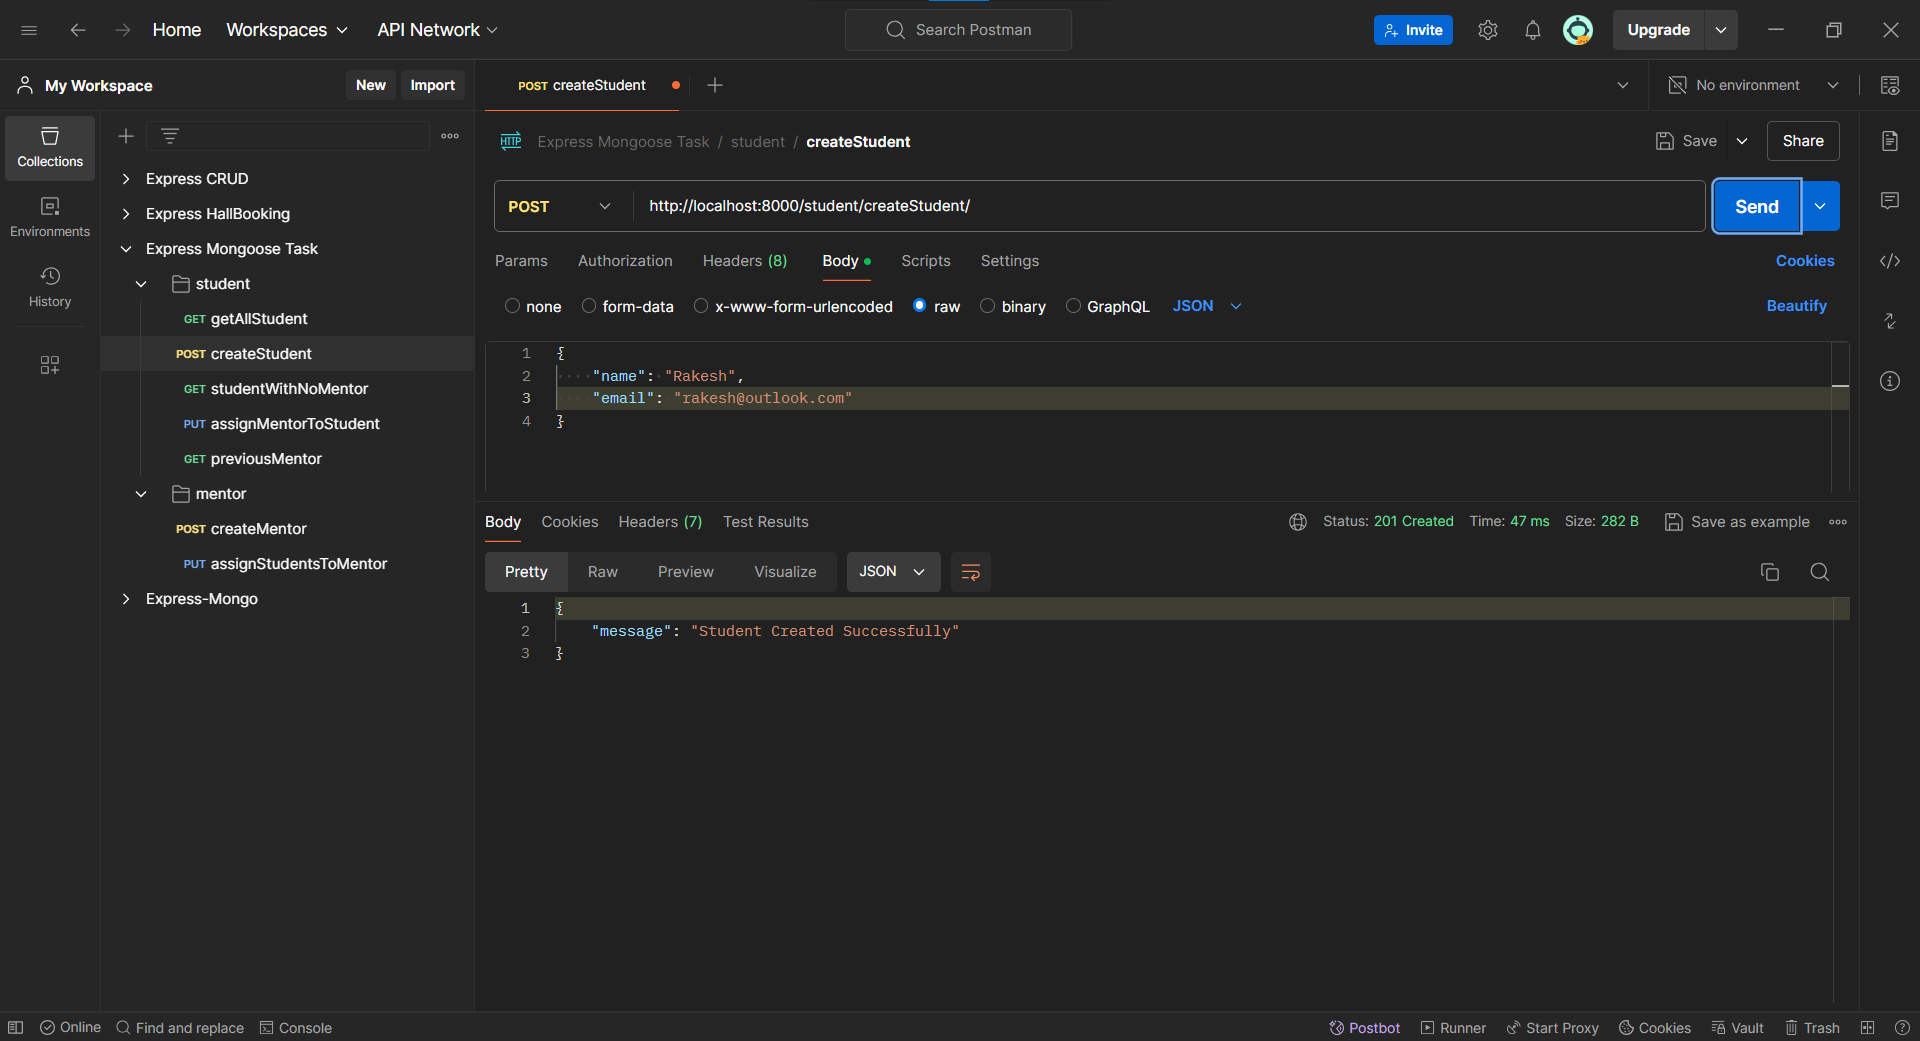 Home Workspaces API Network Search Postman Invite Upgrade
My Workspace New Import POST createStudent No environment
Collections
Environments
History
Express CRUD
Express HallBooking
Express Mongoose Task
student
GET getAllStudent
POST createStudent
GET studentWithNoMentor
PUT assignMentorToStudent
GET previousMentor
mentor
POST createMentor
PUT assignStudentsToMentor
Express-Mongo
HTTP Express Mongoose Task / student / createStudent Save Share
POST http://localhost:8000/student/createStudent/ Send
Params Authorization Headers (8) Body Scripts Settings Cookies
none form-data x-www-form-urlencoded raw binary GraphQL JSON Beautify
1 {
2 ····"name":·"Rakesh",
3 ····"email":·"rakesh@outlook.com"
4 }
Body Cookies Headers (7) Test Results Status: 201 Created Time: 47 ms Size: 282 B Save as example
Pretty Raw Preview Visualize JSON
1 {
2 "message": "Student Created Successfully"
3 }
Online Find and replace Console Postbot Runner Start Proxy Cookies Vault Trash